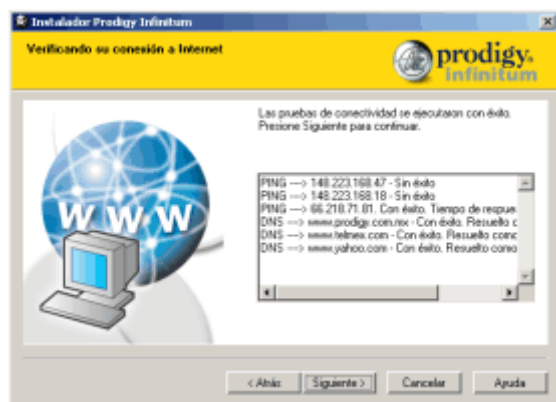 Instalador Prodigy Infinitum
Verificando su conexión a Internet
prodigy
infinitum
Las pruebas de conectividad se ejecutaron con éxito.
Presione Siguiente para continuar.
WWW
PING ---> 148.223.168.47 - Sin éxito
PING ---> 148.223.168.18 - Sin éxito
PING ---> 66.218.71.81. Con éxito. Tiempo de respue
DNS ---> www.prodigy.com.mx - Con éxito. Resuelto c
DNS ---> www.telmex.com - Con éxito. Resuelto como
DNS ---> www.yahoo.com - Con éxito. Resuelto como
< Atrás Siguiente > Cancelar Ayuda